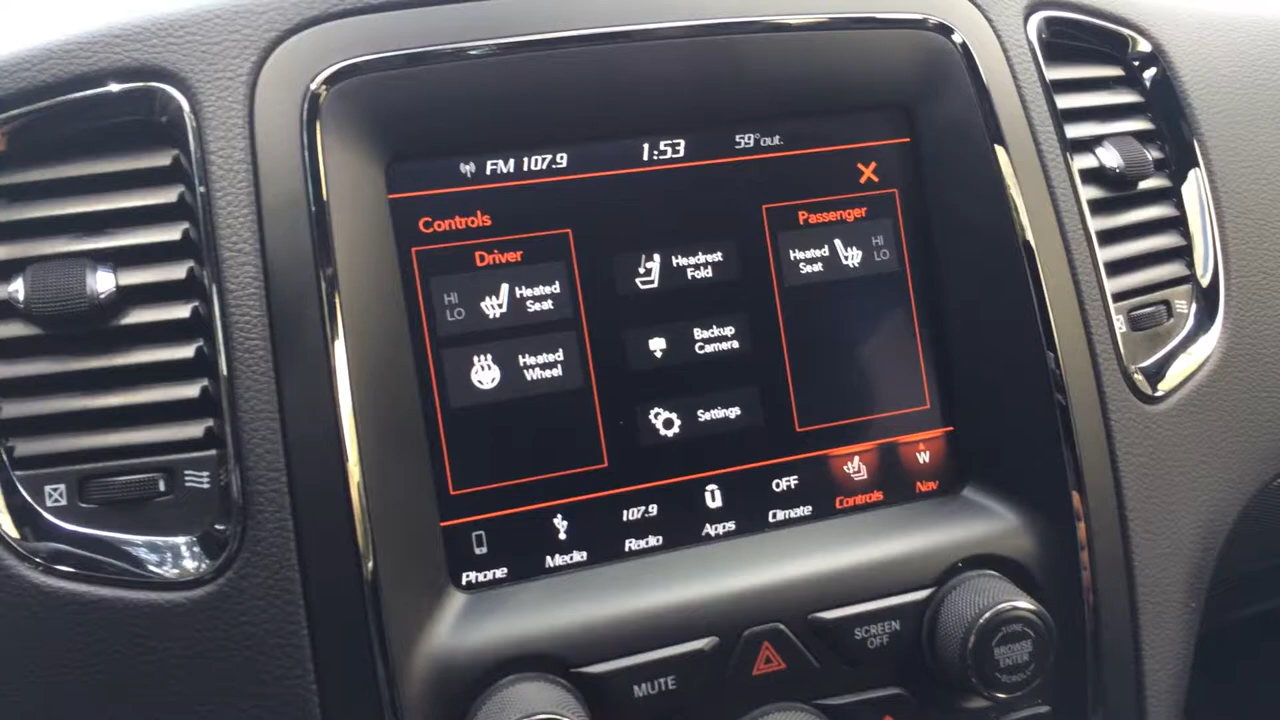 FM 107.9
1:53
59° out.
Controls
Driver
HI
LO
Heated
Seat
Heated
Wheel
Headrest
Fold
Backup
Camera
Settings
Passenger
Heated
Seat
HI
LO
Phone
Media
107.9
Radio
Apps
OFF
Climate
Controls
W
Nav
MUTE
SCREEN
OFF
TUNE
BROWSE
ENTER
SCROLL